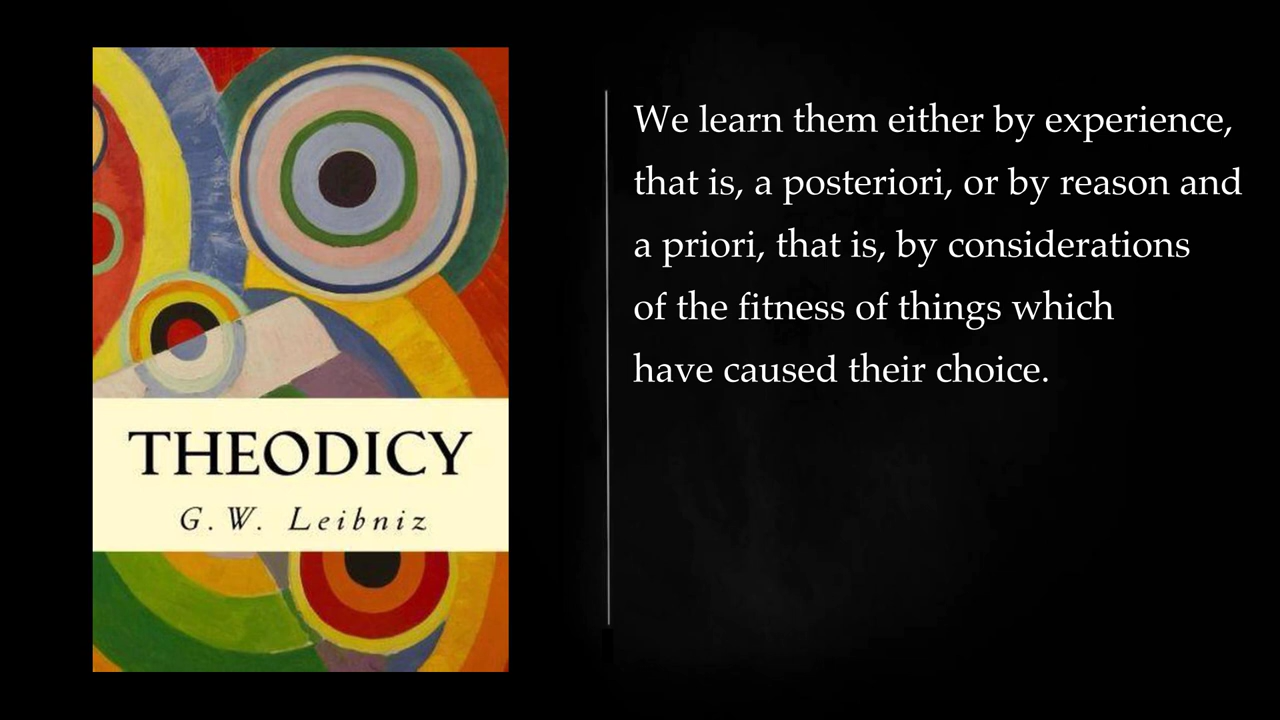 THEODICY
G. W. Leibniz
We learn them either by experience,
that is, a posteriori, or by reason and
a priori, that is, by considerations
of the fitness of things which
have caused their choice.